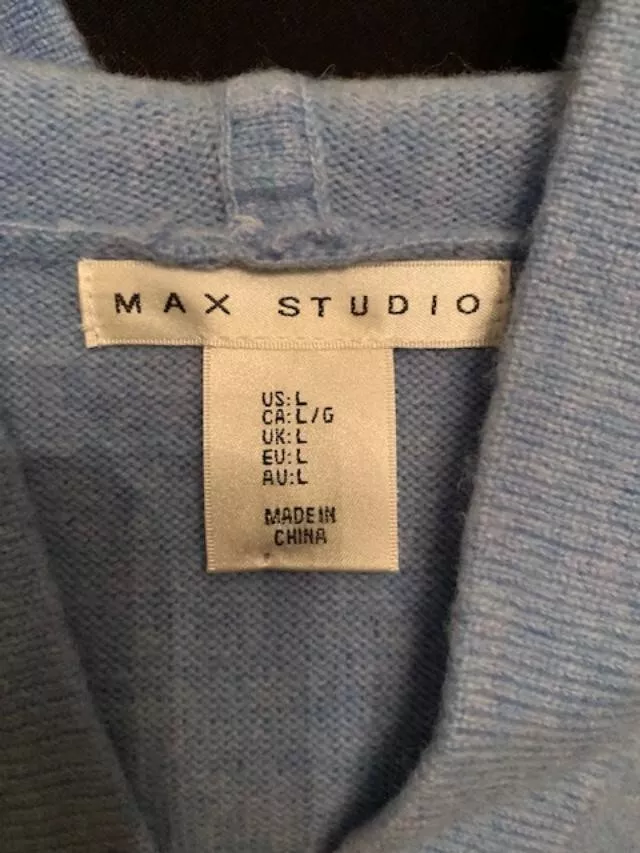 MAX STUDIO
US:L
CA:L/G
UK:L
EU:L
AU:L
MADE IN
CHINA